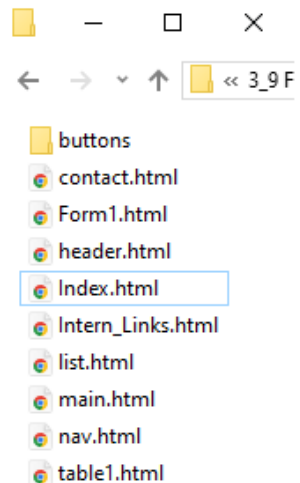 « 3_9 F
buttons
contact.html
Form1.html
header.html
Index.html
Intern_Links.html
list.html
main.html
nav.html
table1.html